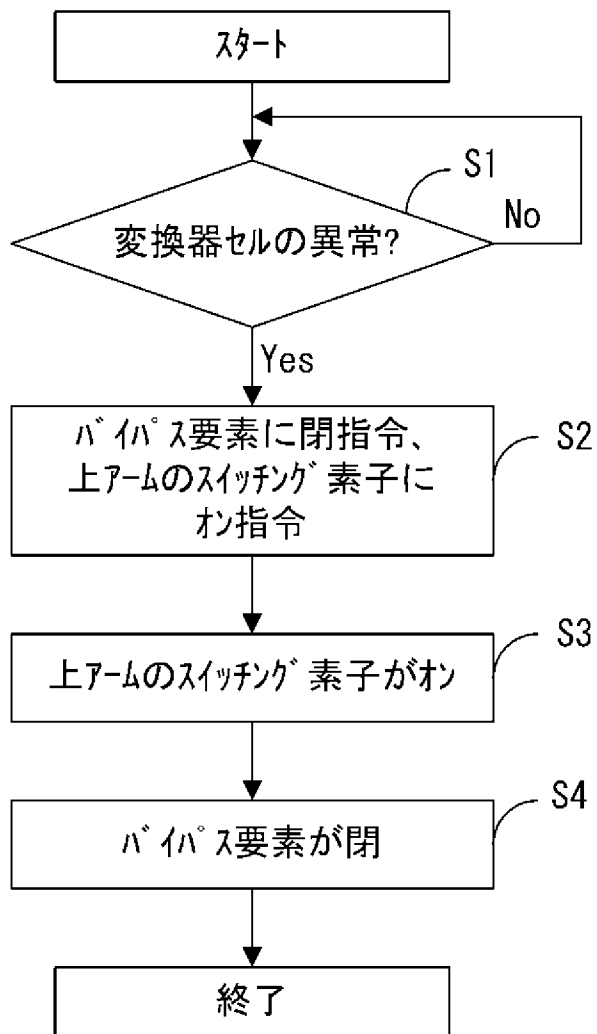 ｽﾀｰﾄ
S1
変換器ｾﾙの異常?
No
Yes
ﾊﾞｲﾊﾟｽ要素に閉指令、
上ｱｰﾑのｽｲｯﾁﾝｸﾞ素子に
ｵﾝ指令
S2
上ｱｰﾑのｽｲｯﾁﾝｸﾞ素子がｵﾝ
S3
ﾊﾞｲﾊﾟｽ要素が閉
S4
終了